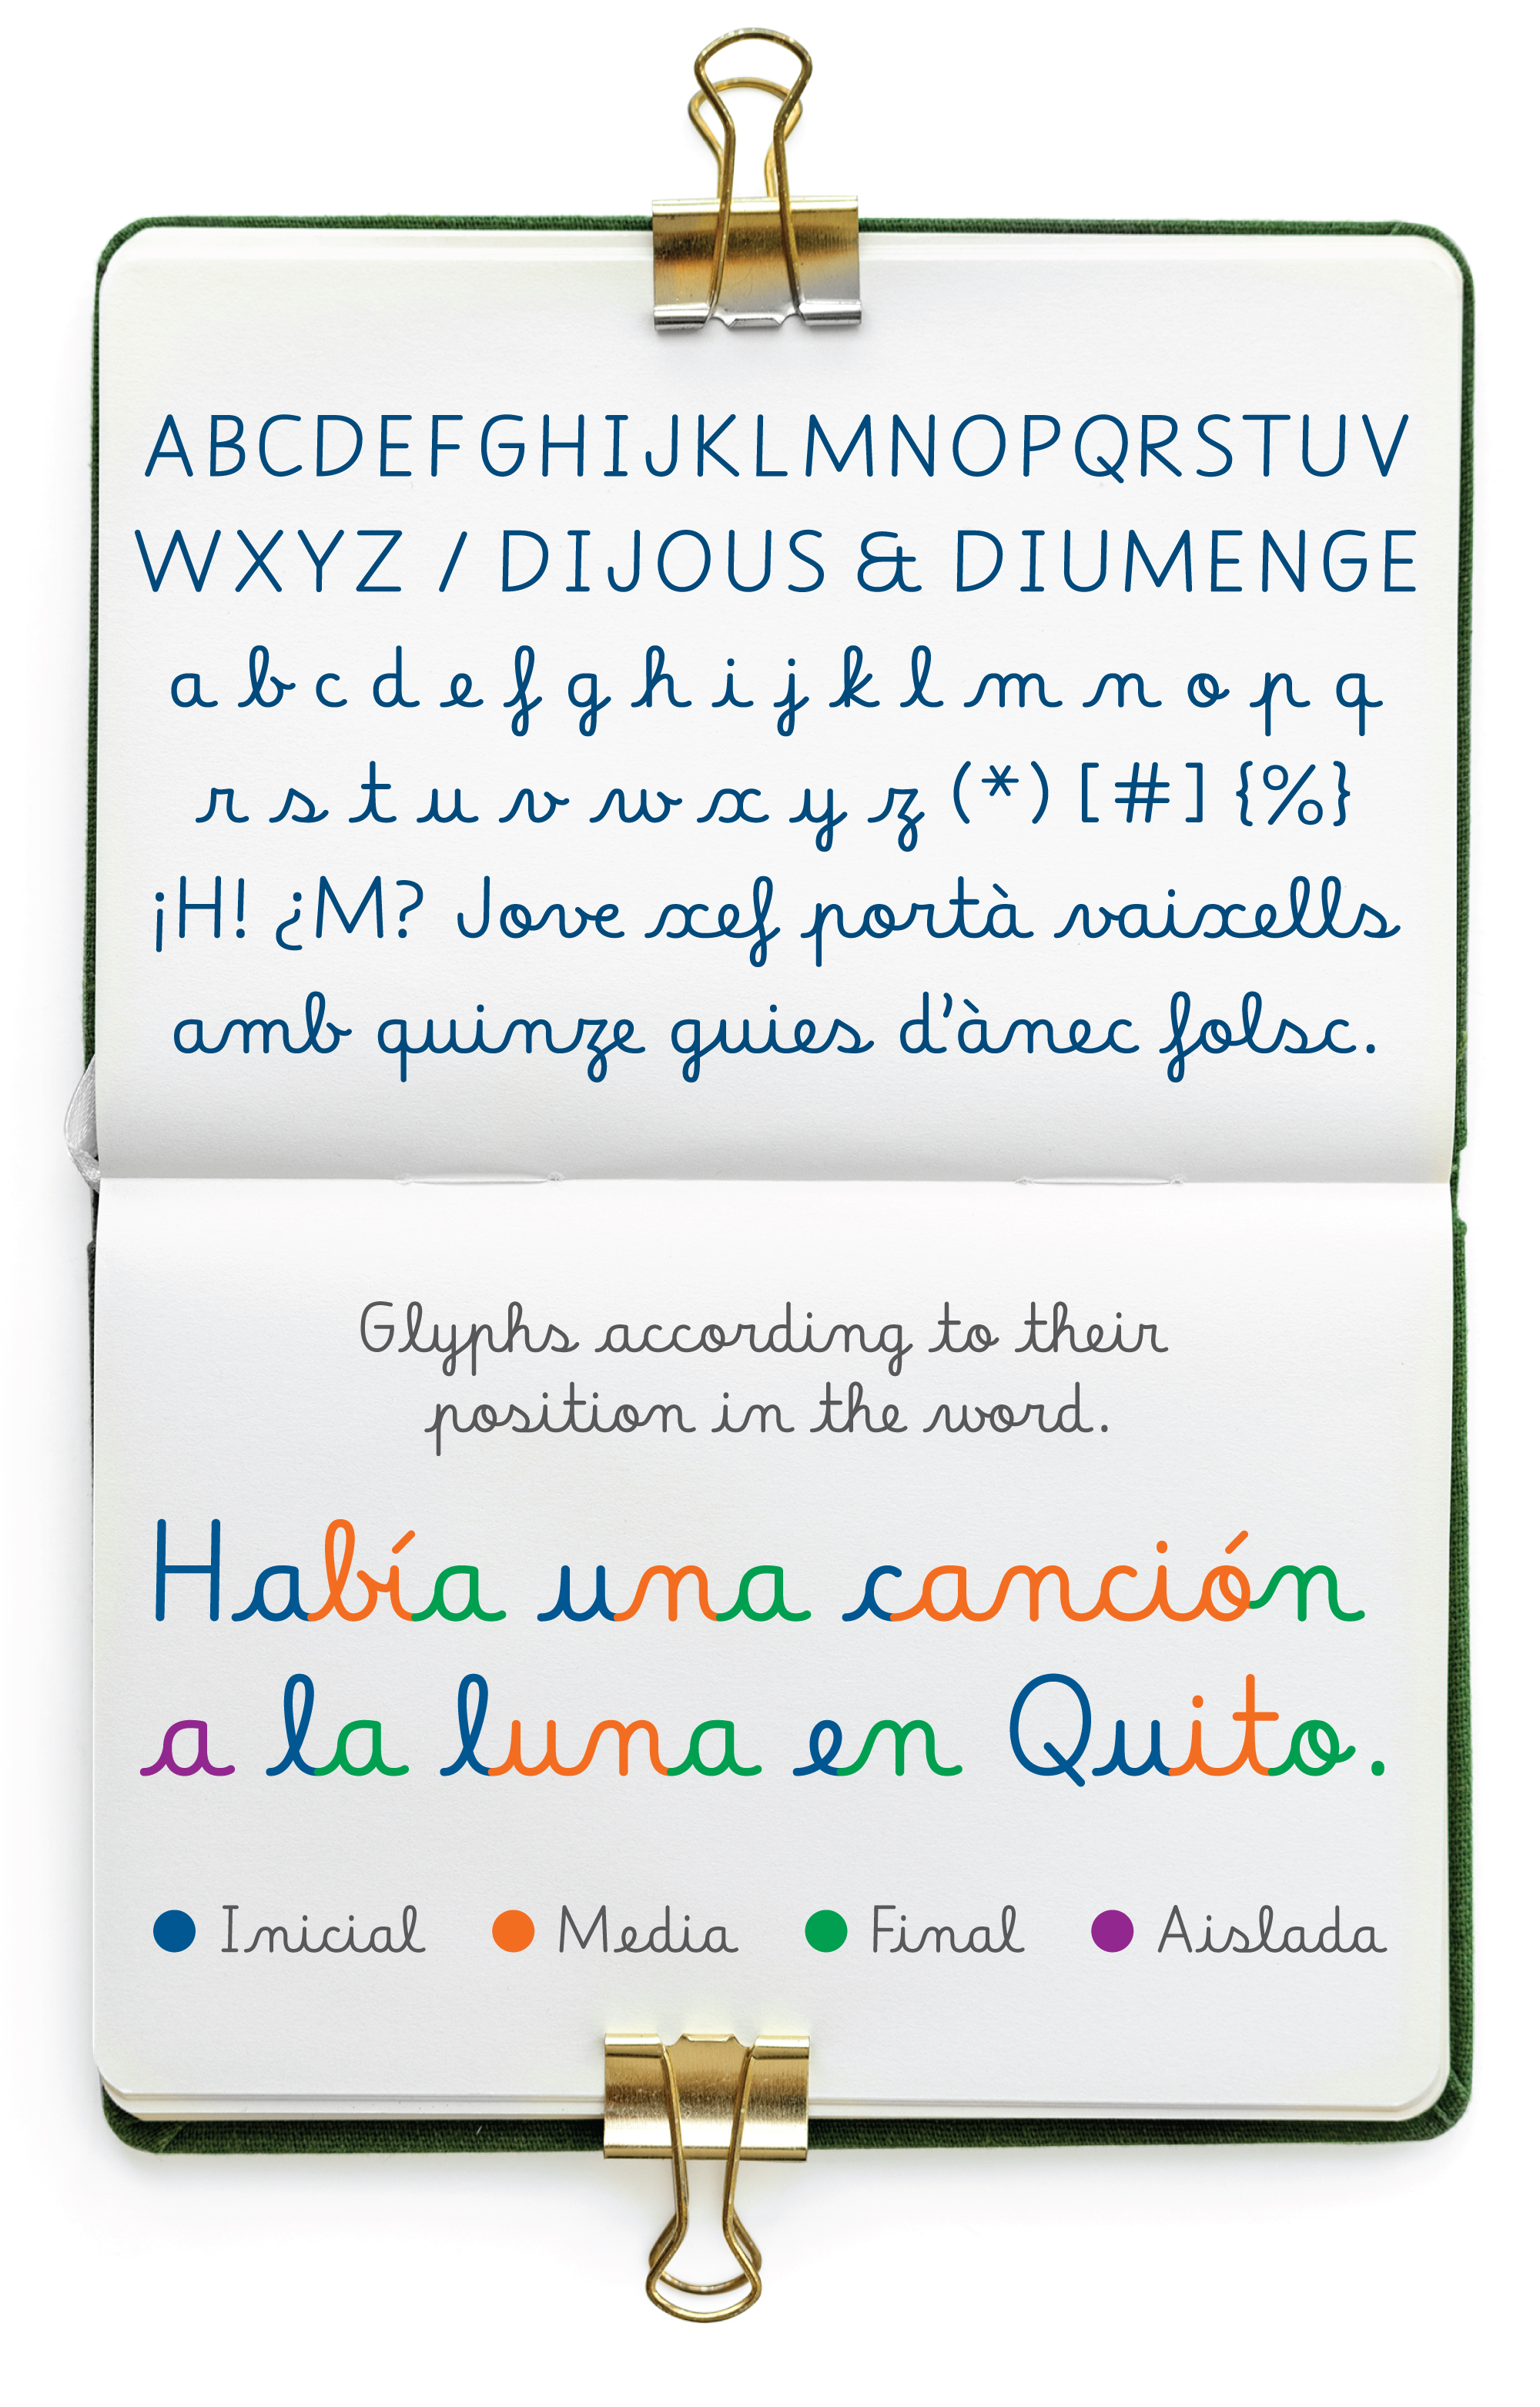 ABCDEFGHIJKLMNOPQRSTUV
WXYZ / DIJOUS & DIUMENGE
a b c d e f g h i j k l m n o p q
r s t u v w x y z (*) [#] {%}
¡H! ¿M? Jove xef portà vaixells
amb quinze guies d’ànec folsc.
Glyphs according to their
position in the word.
Había una canción
a la luna en Quito.
Inicial Media Final Aislada